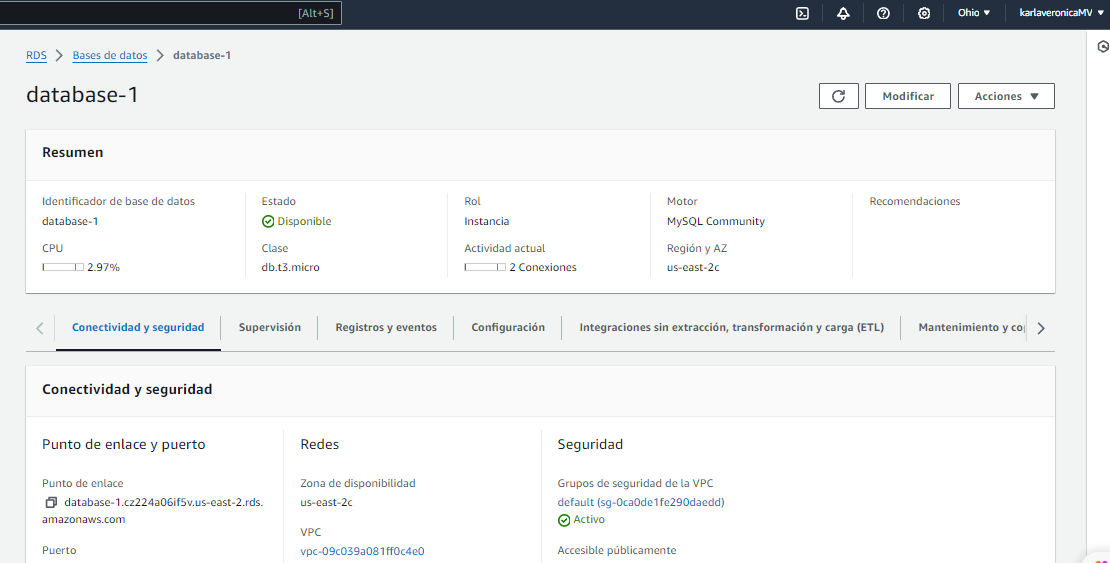 [Alt+S]
Ohio
karlaveronicaMV
RDS
Bases de datos
database-1
database-1
Modificar
Acciones
Resumen
Identificador de base de datos
database-1
Estado
Disponible
Rol
Instancia
Motor
MySQL Community
Recomendaciones
CPU
2.97%
Clase
db.t3.micro
Actividad actual
2 Conexiones
Región y AZ
us-east-2c
Conectividad y seguridad
Supervisión
Registros y eventos
Configuración
Integraciones sin extracción, transformación y carga (ETL)
Mantenimiento y co
Conectividad y seguridad
Punto de enlace y puerto
Punto de enlace
database-1.cz224a06if5v.us-east-2.rds.
amazonaws.com
Puerto
Redes
Zona de disponibilidad
us-east-2c
VPC
vpc-09c039a081ff0c4e0
Seguridad
Grupos de seguridad de la VPC
default (sg-0ca0de1fe290daedd)
Activo
Accesible públicamente